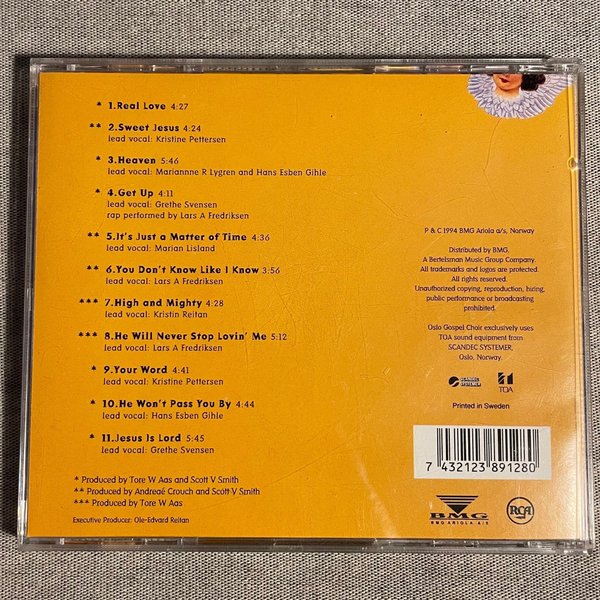 * 1. Real Love 4:27
** 2. Sweet Jesus 4:24
lead vocal: Kristine Pettersen
* 3. Heaven 5:46
lead vocal: Mariannne R Lygren and Hans Esben Gihle
* 4. Get Up 4:11
lead vocal: Grethe Svensen
rap performed by Lars A Fredriksen
** 5. It's Just a Matter of Time 4:36
lead vocal: Marian Lisland
** 6. You Don't Know Like I Know 3:56
lead vocal: Lars A Fredriksen
*** 7. High and Mighty 4:28
lead vocal: Kristin Reitan
*** 8. He Will Never Stop Lovin' Me 5:12
lead vocal: Lars A Fredriksen
* 9. Your Word 4:41
lead vocal: Kristine Pettersen
* 10. He Won't Pass You By 4:44
lead vocal: Hans Esben Gihle
* 11. Jesus Is Lord 5:45
lead vocal: Grethe Svensen
* Produced by Tore W Aas and Scott V Smith
** Produced by Andreaé Crouch and Scott V Smith
*** Produced by Tore W Aas
Executive Producer: Ole-Edvard Reitan
P & C 1994 BMG Ariola a/s, Norway
Distributed by BMG,
A Bertelsman Music Group Company.
All trademarks and logos are protected.
All rights reserved.
Unauthorized copying, reproduction, hiring,
public performance or broadcasting
prohibited.
Oslo Gospel Choir exclusively uses
TOA sound equipment from
SCANDEC SYSTEMER,
Oslo, Norway.
SCANDEC
SYSTEMER
TOA
Printed in Sweden
7 432123 891280
BMG
BMG ARIOLA A/S
RCA